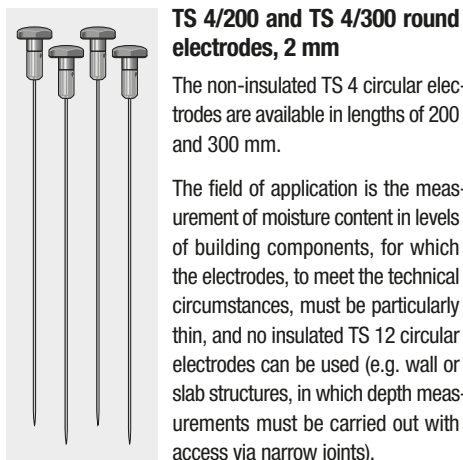 TS 4/200 and TS 4/300 round
electrodes, 2 mm
The non-insulated TS 4 circular elec-
trodes are available in lengths of 200
and 300 mm.
The field of application is the meas-
urement of moisture content in levels
of building components, for which
the electrodes, to meet the technical
circumstances, must be particularly
thin, and no insulated TS 12 circular
electrodes can be used (e.g. wall or
slab structures, in which depth meas-
urements must be carried out with
access via narrow joints).